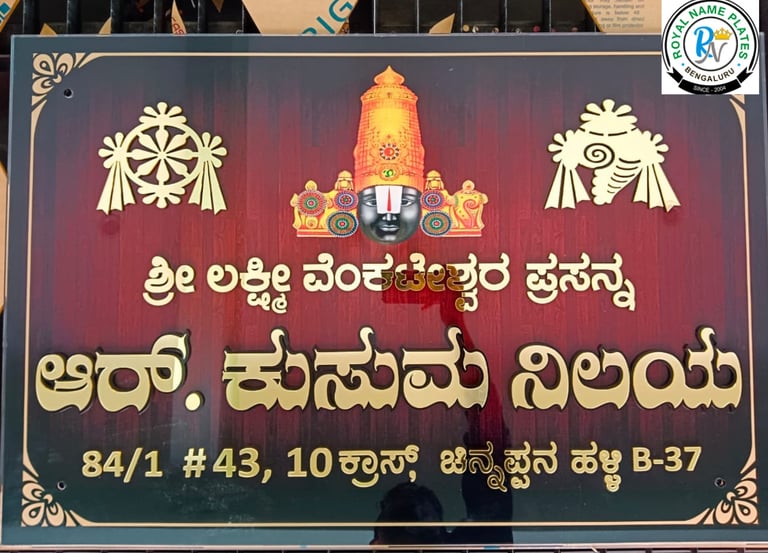 ROYAL NAME PLATES
RN
BENGALURU
SINCE - 2004
ಶ್ರೀ ಲಕ್ಷ್ಮೀ ವೆಂಕಟೇಶ್ವರ ಪ್ರಸನ್ನ
ಆರ್. ಕುಸುಮ ನಿಲಯ
84/1 #43, 10 ಕ್ರಾಸ್, ಚಿನ್ನಪ್ಪನ ಹಳ್ಳಿ B-37